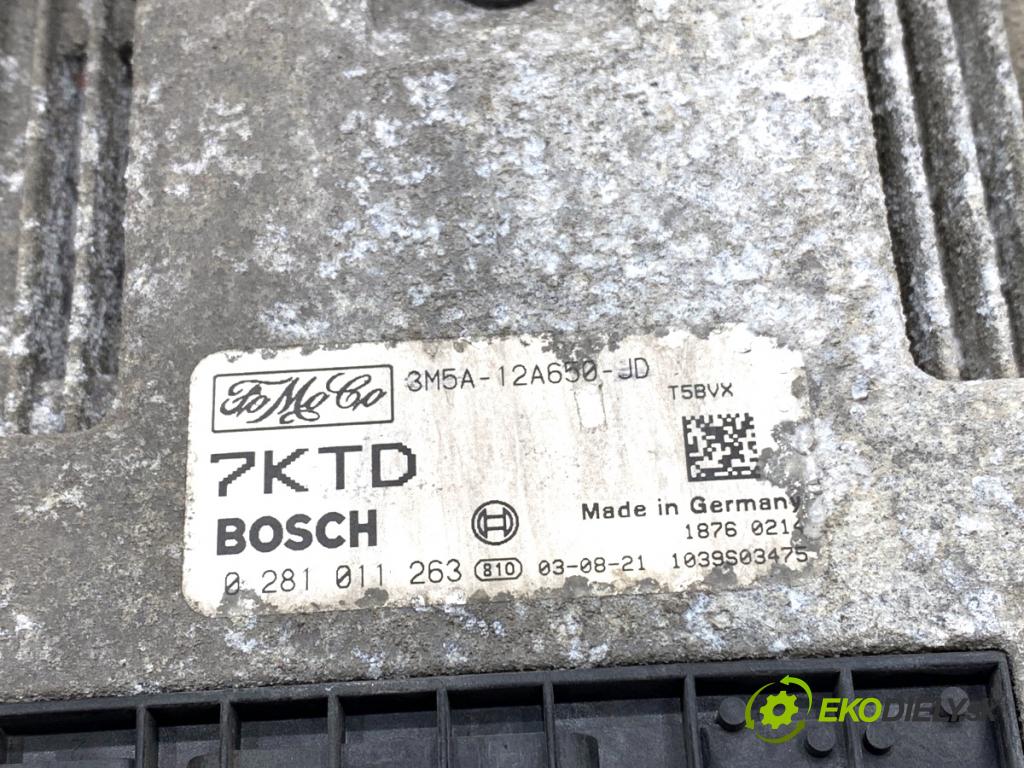 FoMoCo
3M5A-12A650-JD
T5BVX
7KTD
BOSCH
Made in Germany
1876 0214
0 281 011 263 810 03-08-21 1039S03475
EKODIELY.SK